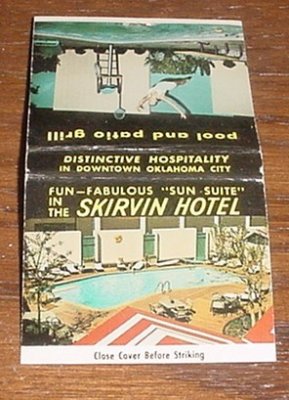 pool and patio grill
DISTINCTIVE HOSPITALITY
IN DOWNTOWN OKLAHOMA CITY
FUN—FABULOUS "SUN-SUITE"
IN THE SKIRVIN HOTEL
Close Cover Before Striking